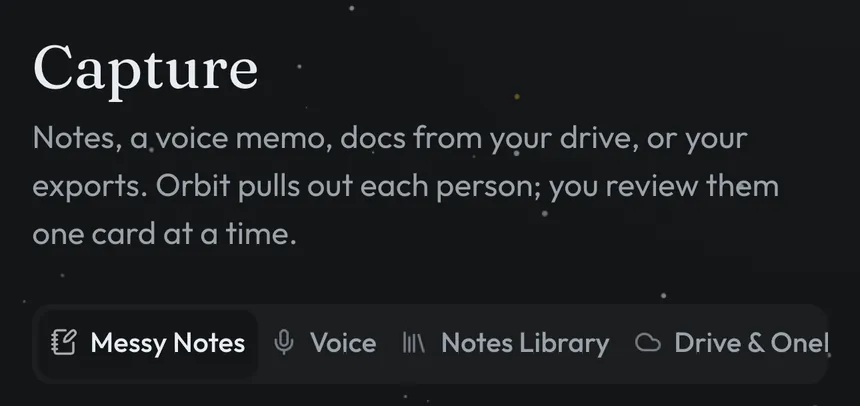 Capture
Notes, a voice memo, docs from your drive, or your
exports. Orbit pulls out each person; you review them
one card at a time.
Messy Notes Voice Notes Library Drive & One